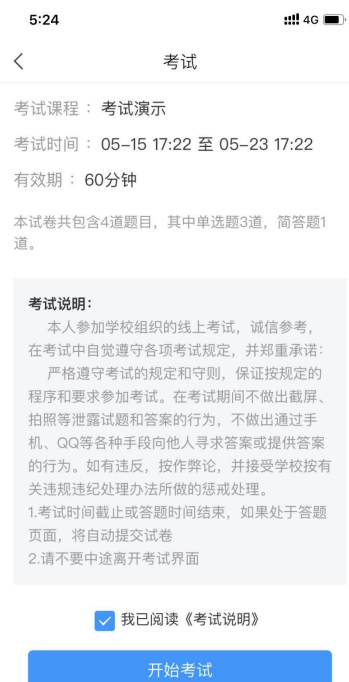 5:24
4G
考试
考试课程 ： 考试演示
考试时间 ： 05-15 17:22 至 05-23 17:22
有效期 ： 60分钟
本试卷共包含4道题目，其中单选题3道，简答题1
道。
考试说明：
本人参加学校组织的线上考试，诚信参考，
在考试中自觉遵守各项考试规定，并郑重承诺：
严格遵守考试的规定和守则，保证按规定的
程序和要求参加考试。在考试期间不做出截屏、
拍照等泄露试题和答案的行为，不做出通过手
机、QQ等各种手段向他人寻求答案或提供答案
的行为。如有违反，按作弊论，并接受学校按有
关违规违纪处理办法所做的惩戒处理。
1.考试时间截止或答题时间结束，如果处于答题
页面，将自动提交试卷
2.请不要中途离开考试界面
我已阅读《考试说明》
开始考试